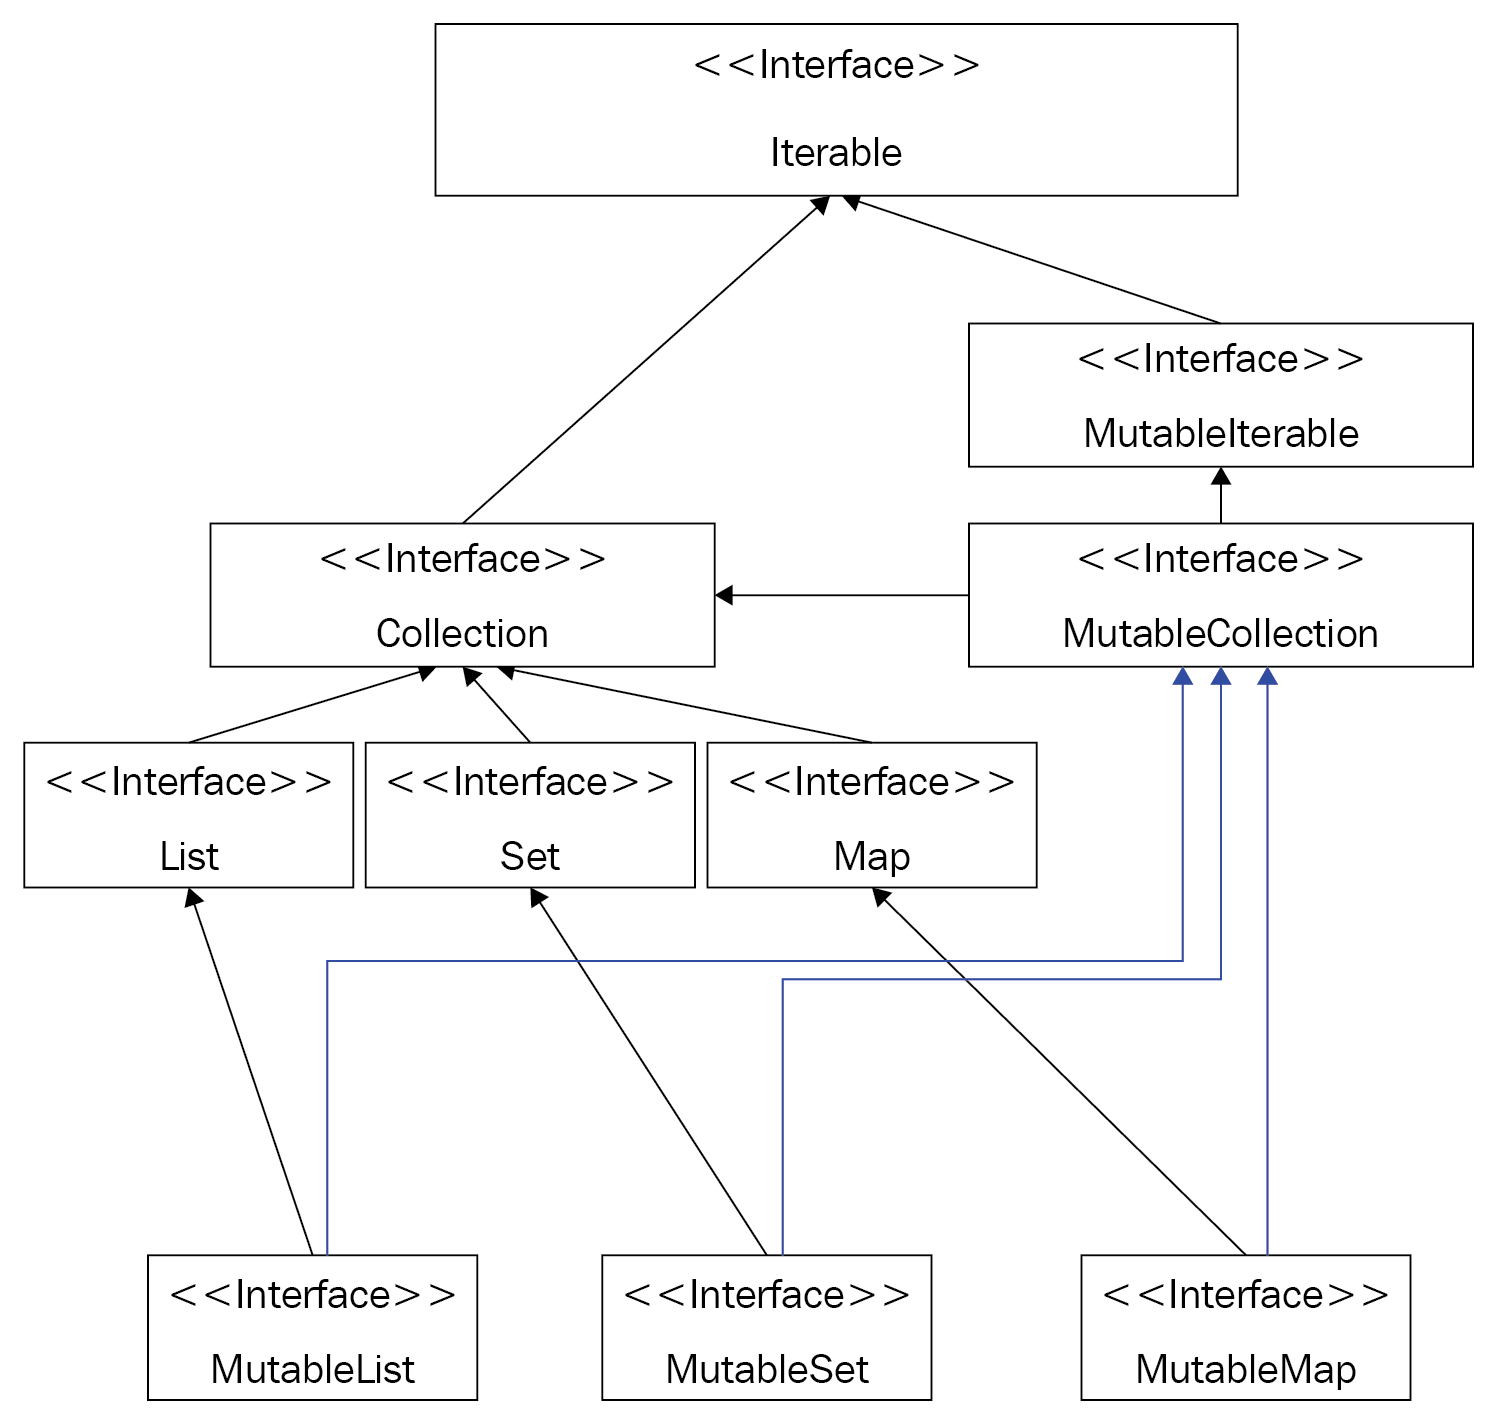 <<Interface>>
Iterable
<<Interface>>
MutableIterable
<<Interface>>
Collection
<<Interface>>
MutableCollection
<<Interface>>
List
<<Interface>>
Set
<<Interface>>
Map
<<Interface>>
MutableList
<<Interface>>
MutableSet
<<Interface>>
MutableMap